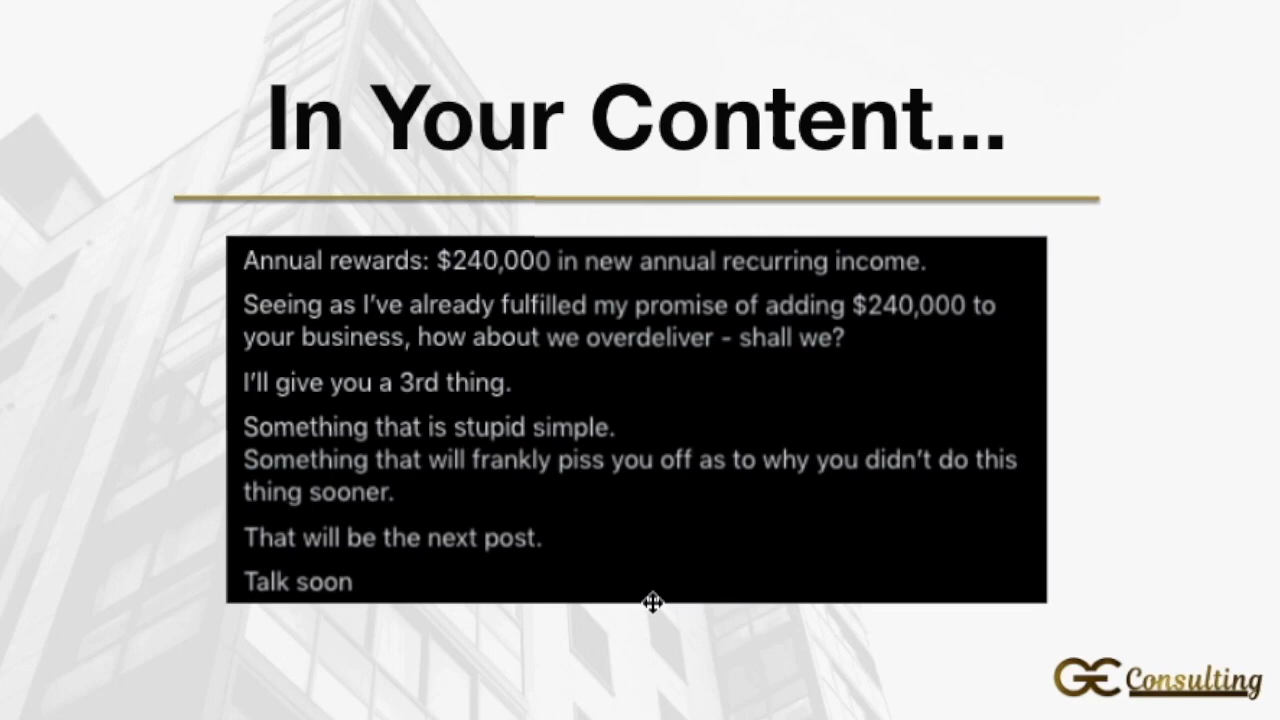 In Your Content...
Annual rewards: $240,000 in new annual recurring income.
Seeing as I've already fulfilled my promise of adding $240,000 to
your business, how about we overdeliver - shall we?
I'll give you a 3rd thing.
Something that is stupid simple.
Something that will frankly piss you off as to why you didn't do this
thing sooner.
That will be the next post.
Talk soon
GC Consulting